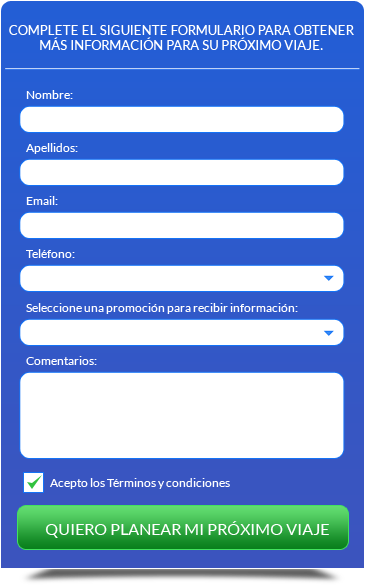 COMPLETE EL SIGUIENTE FORMULARIO PARA OBTENER
MÁS INFORMACIÓN PARA SU PRÓXIMO VIAJE.
Nombre:
Apellidos:
Email:
Teléfono:
Seleccione una promoción para recibir información:
Comentarios:
Acepto los Términos y condiciones
QUIERO PLANEAR MI PRÓXIMO VIAJE